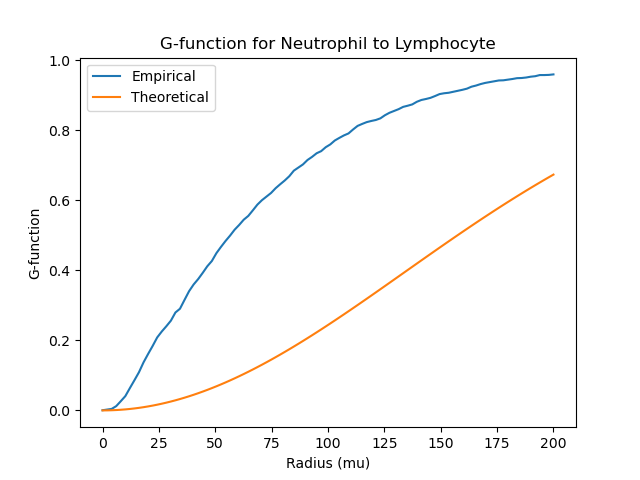 G-function for Neutrophil to Lymphocyte
Empirical
Theoretical
1.0
0.8
0.6
0.4
0.2
0.0
G-function
0 25 50 75 100 125 150 175 200
Radius (mu)